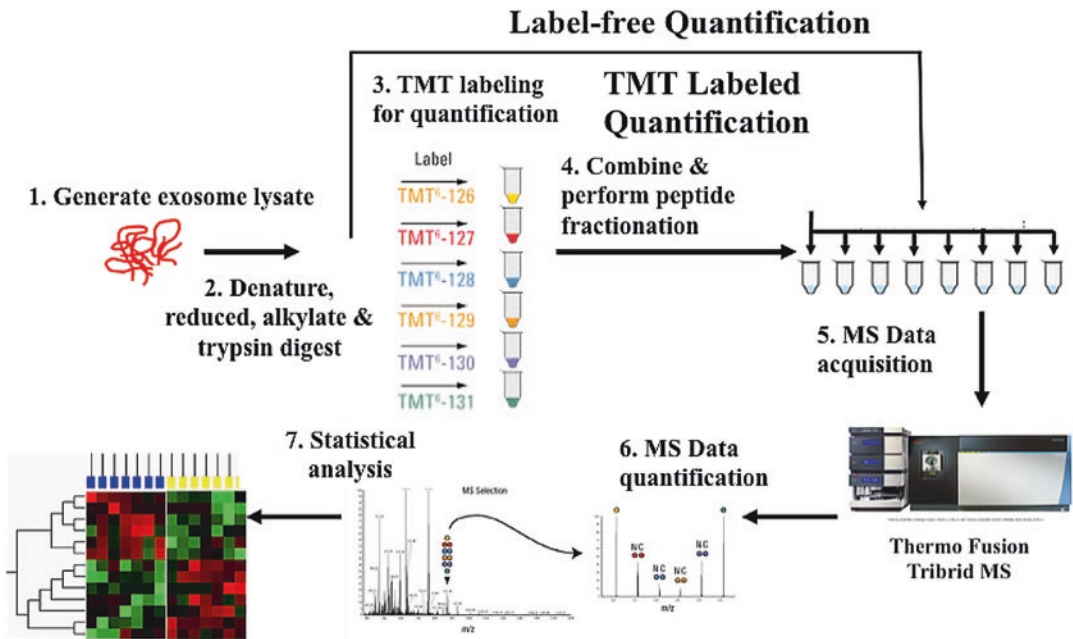 Label-free Quantification
3. TMT labeling
for quantification
TMT Labeled
Quantification
Label
TMT⁶-126
TMT⁶-127
TMT⁶-128
TMT⁶-129
TMT⁶-130
TMT⁶-131
4. Combine &
perform peptide
fractionation
1. Generate exosome lysate
2. Denature,
reduced, alkylate &
trypsin digest
5. MS Data
acquisition
Thermo Fusion
Tribrid MS
6. MS Data
quantification
NC
NC
NC
NC
m/z
7. Statistical
analysis
MS Selection
m/z